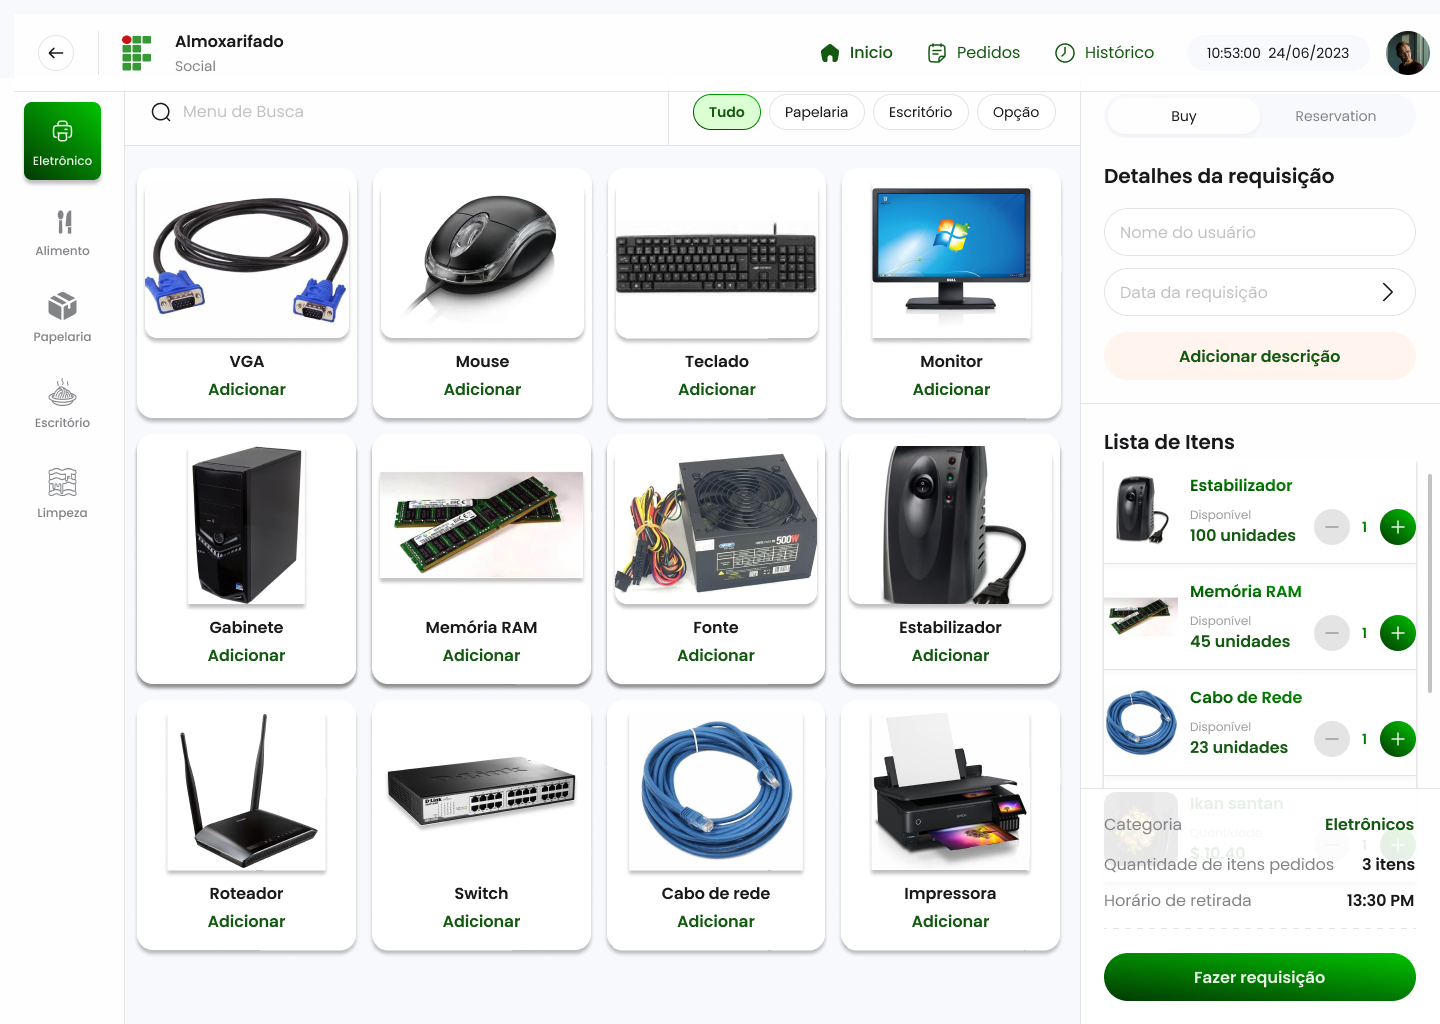 Almoxarifado
Social
Inicio
Pedidos
Histórico
10:53:00 24/06/2023
Menu de Busca
Tudo
Papelaria
Escritório
Opção
Buy
Reservation
Eletrônico
Alimento
Papelaria
Escritório
Limpeza
VGA
Adicionar
Mouse
Adicionar
Teclado
Adicionar
Monitor
Adicionar
Gabinete
Adicionar
Memória RAM
Adicionar
500W
Fonte
Adicionar
Estabilizador
Adicionar
Roteador
Adicionar
D-Link
Switch
Adicionar
Cabo de rede
Adicionar
Impressora
Adicionar
Detalhes da requisição
Nome do usuário
Data da requisição
Adicionar descrição
Lista de Itens
Estabilizador
Disponível
100 unidades
1
Memória RAM
Disponível
45 unidades
1
Cabo de Rede
Disponível
23 unidades
1
Ikan santan
Quantidade
$ 10,40
1
Categoria
Eletrônicos
Quantidade de itens pedidos
3 itens
Horário de retirada
13:30 PM
Fazer requisição